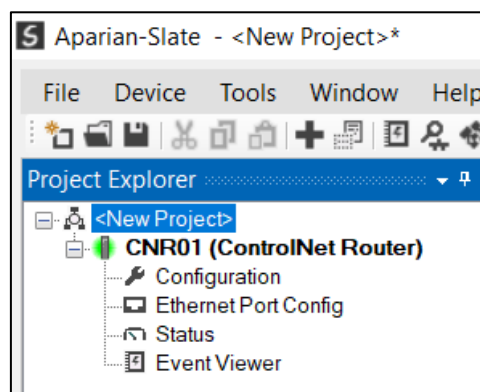 Aparian-Slate - <New Project>*
File Device Tools Window Help
Project Explorer
<New Project>
CNR01 (ControlNet Router)
Configuration
Ethernet Port Config
Status
Event Viewer